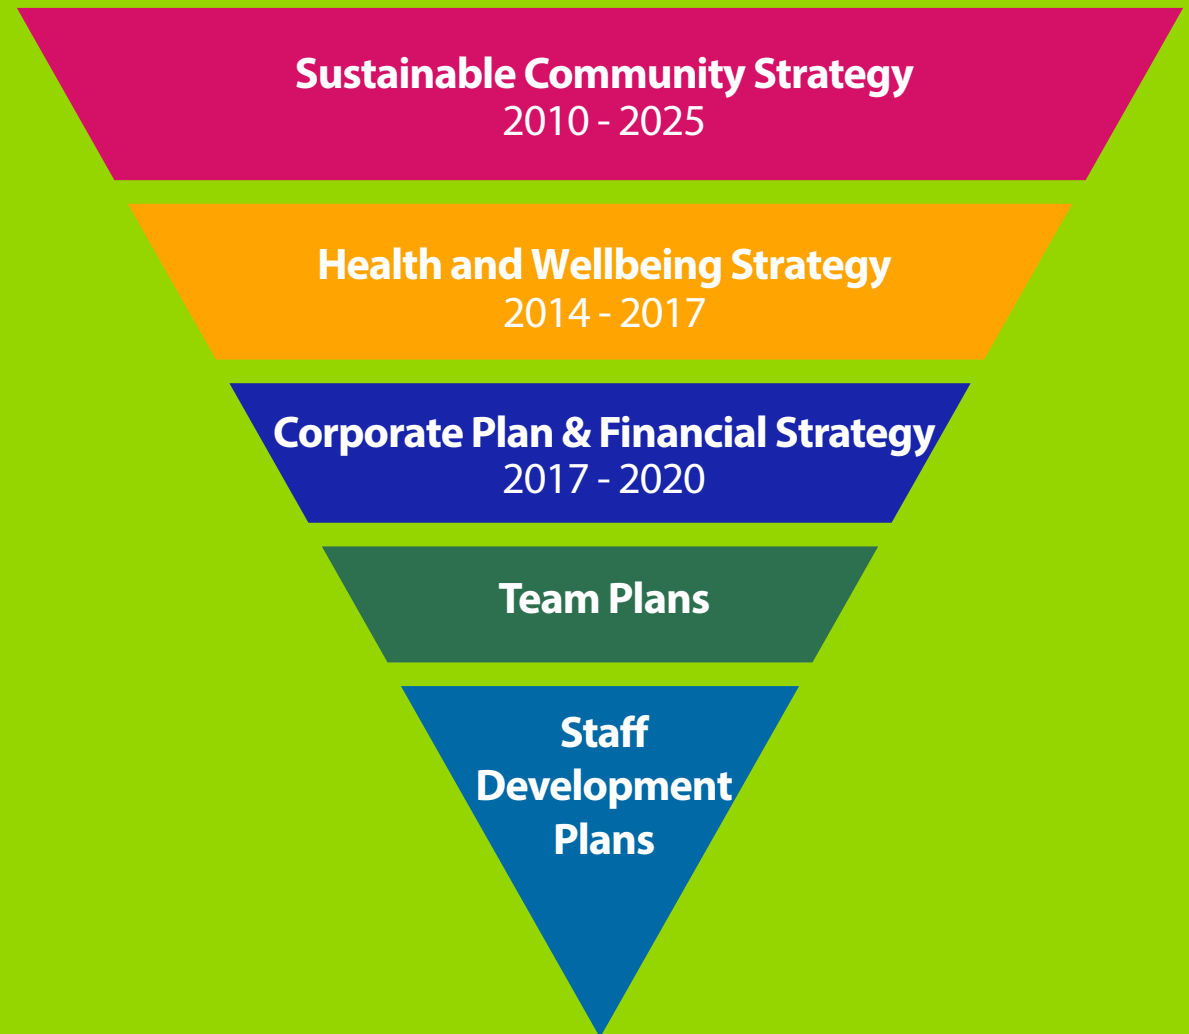 Sustainable Community Strategy
2010 - 2025
Health and Wellbeing Strategy
2014 - 2017
Corporate Plan & Financial Strategy
2017 - 2020
Team Plans
Staff
Development
Plans